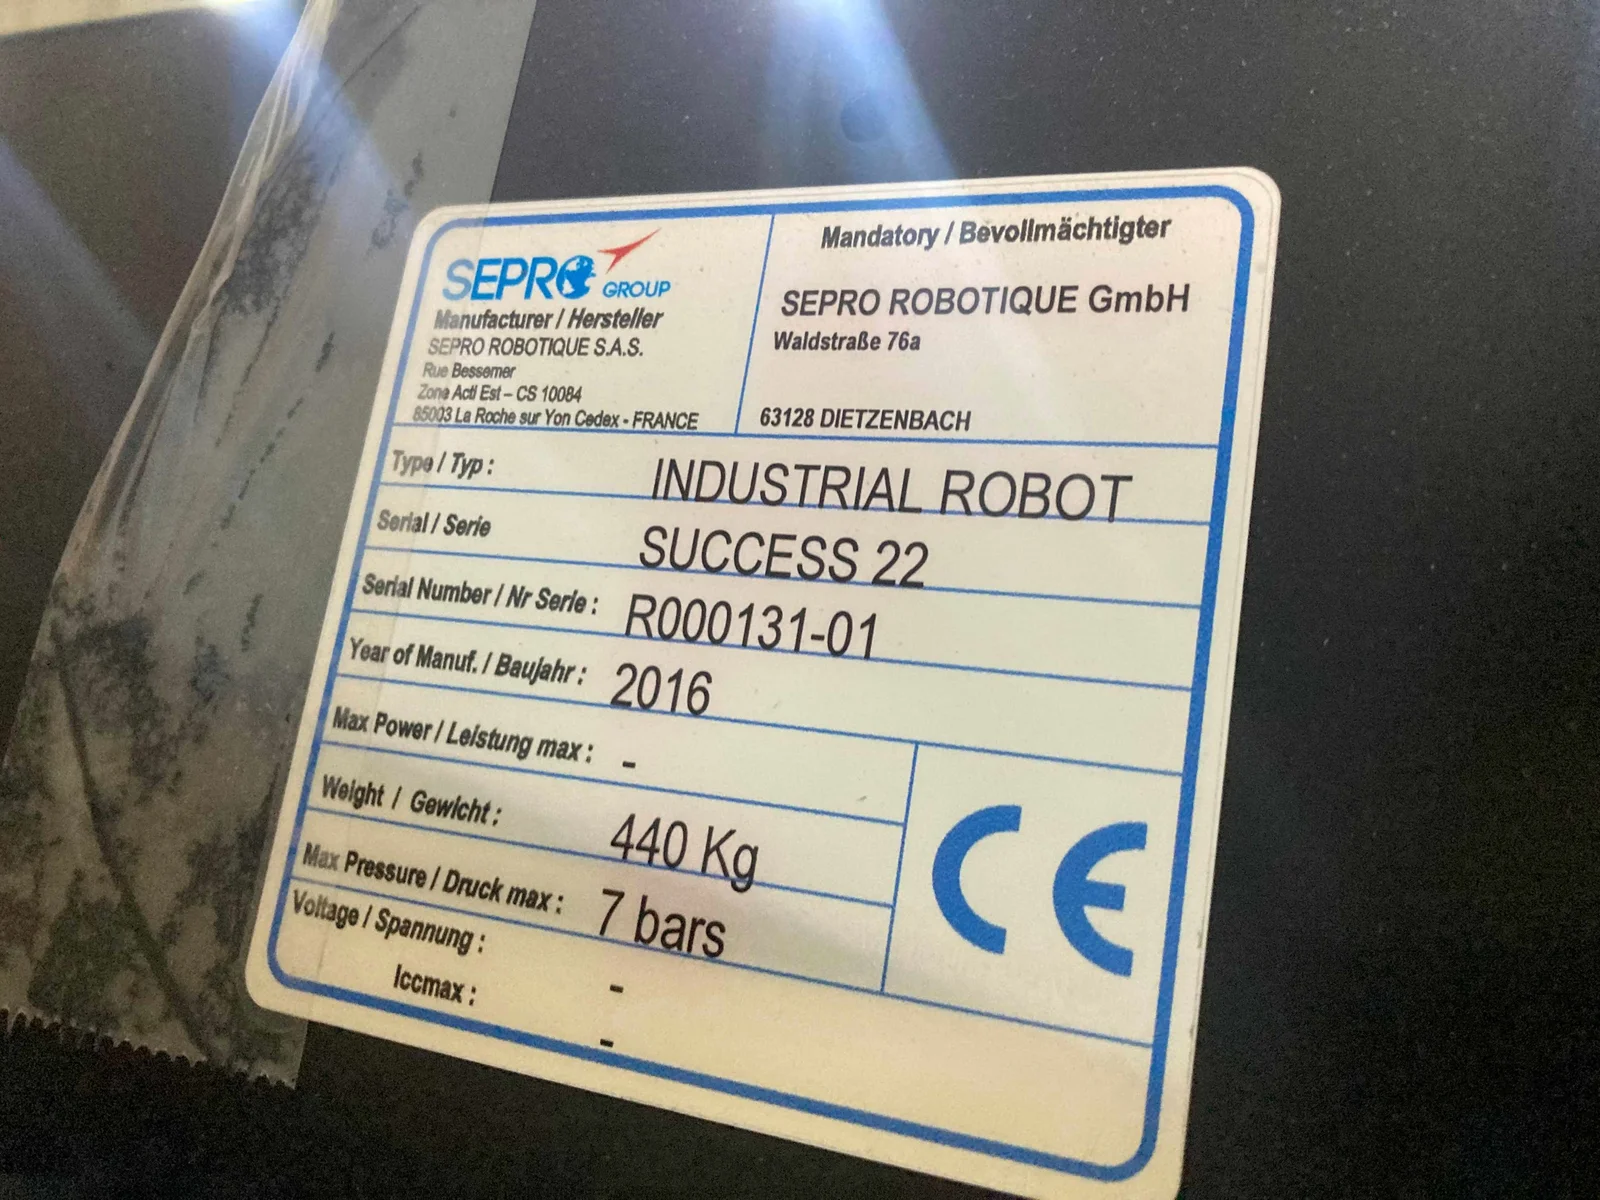 SEPRO GROUP
Manufacturer / Hersteller
SEPRO ROBOTIQUE S.A.S.
Rue Bessemer
Zone Acti Est – CS 10084
85003 La Roche sur Yon Cedex - FRANCE
Mandatory / Bevollmächtigter
SEPRO ROBOTIQUE GmbH
Waldstraße 76a
63128 DIETZENBACH
Type / Typ : INDUSTRIAL ROBOT
Serial / Serie SUCCESS 22
Serial Number / Nr Serie : R000131-01
Year of Manuf. / Baujahr : 2016
Max Power / Leistung max : -
Weight / Gewicht : 440 Kg
Max Pressure / Druck max : 7 bars
Voltage / Spannung : -
Iccmax : -
CE